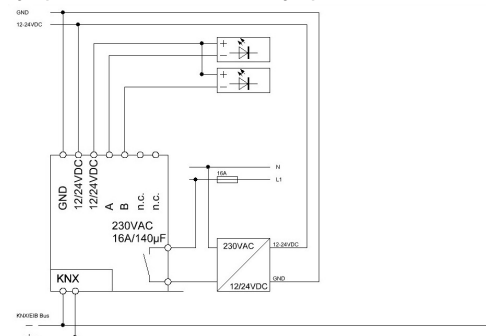 GND
12-24VDC
+
−
+
−
N
16A
L1
GND
12/24VDC
12/24VDC
A
B
n.c.
n.c.
230VAC
16A/140µF
KNX
230VAC
12/24VDC
12-24VDC
GND
KNX/EIB Bus
−
+